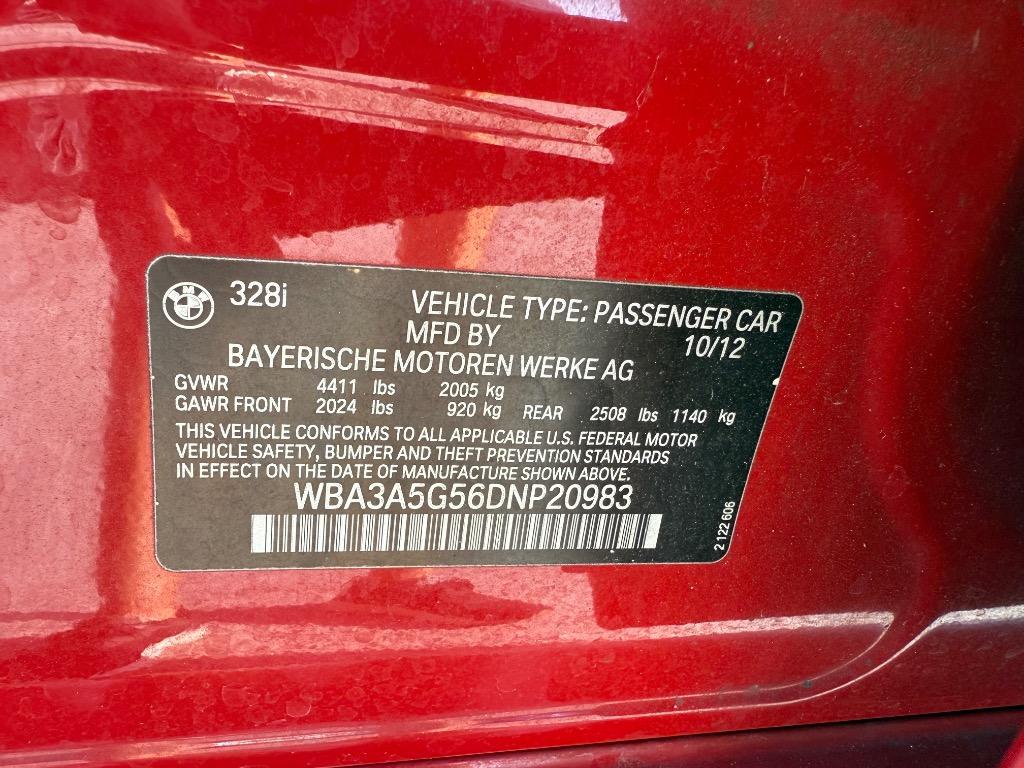 BMW 328i VEHICLE TYPE: PASSENGER CAR
MFD BY 10/12
BAYERISCHE MOTOREN WERKE AG
GVWR 4411 lbs 2005 kg
GAWR FRONT 2024 lbs 920 kg REAR 2508 lbs 1140 kg
THIS VEHICLE CONFORMS TO ALL APPLICABLE U.S. FEDERAL MOTOR
VEHICLE SAFETY, BUMPER AND THEFT PREVENTION STANDARDS
IN EFFECT ON THE DATE OF MANUFACTURE SHOWN ABOVE.
WBA3A5G56DNP20983
2 122 606